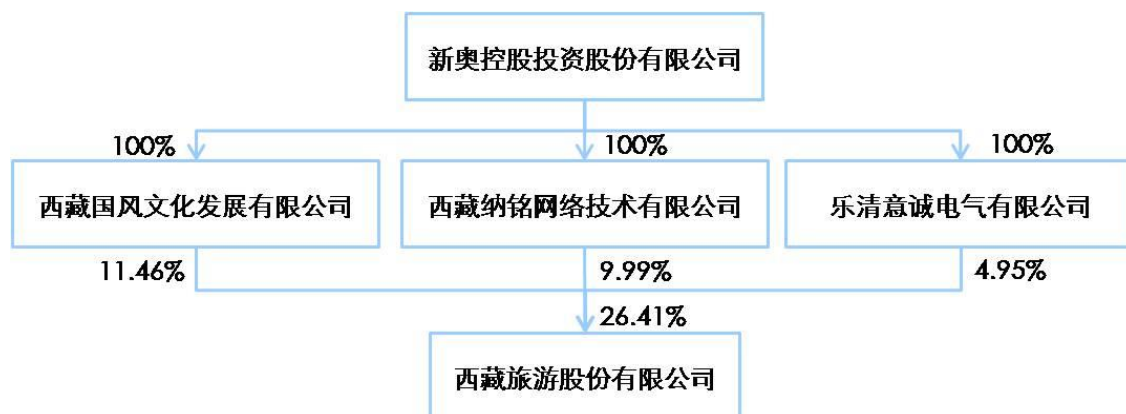 新奥控股投资股份有限公司
100% 100% 100%
西藏国风文化发展有限公司 西藏纳铭网络技术有限公司 乐清意诚电气有限公司
11.46% 9.99% 4.95%
26.41%
西藏旅游股份有限公司